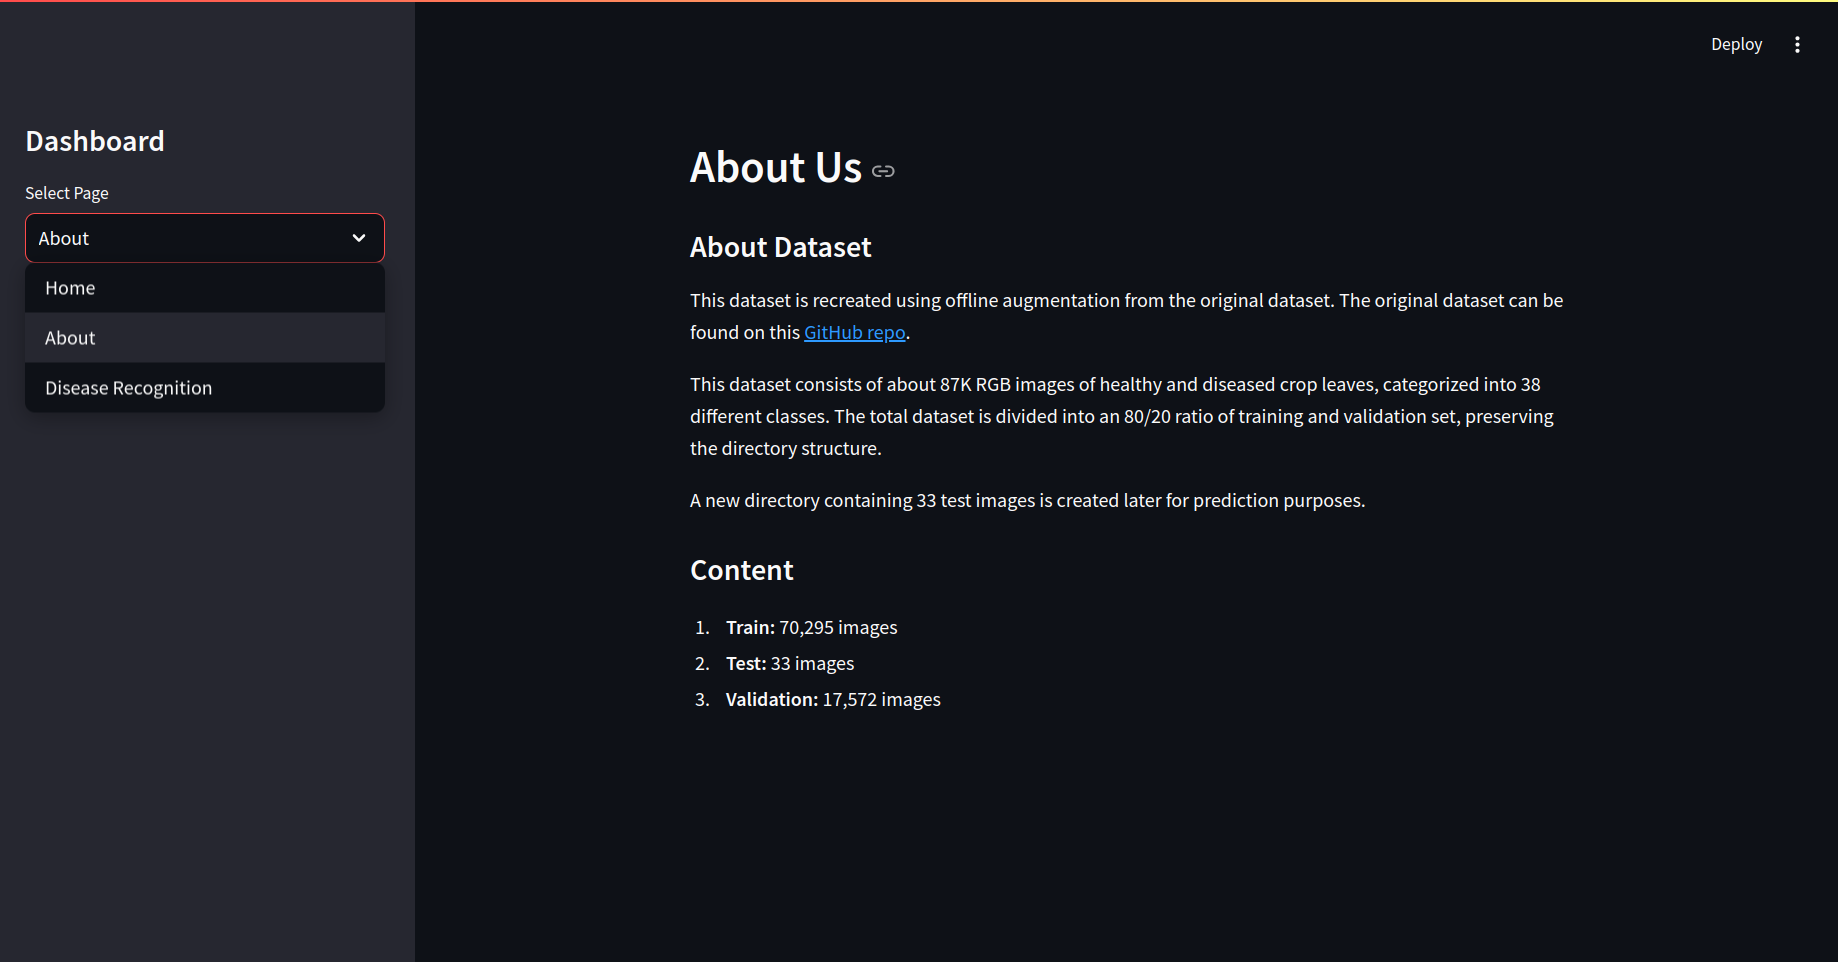 Deploy
Dashboard
Select Page
About
Home
About
Disease Recognition
About Us
About Dataset
This dataset is recreated using offline augmentation from the original dataset. The original dataset can be
found on this GitHub repo.
This dataset consists of about 87K RGB images of healthy and diseased crop leaves, categorized into 38
different classes. The total dataset is divided into an 80/20 ratio of training and validation set, preserving
the directory structure.
A new directory containing 33 test images is created later for prediction purposes.
Content
1. Train: 70,295 images
2. Test: 33 images
3. Validation: 17,572 images